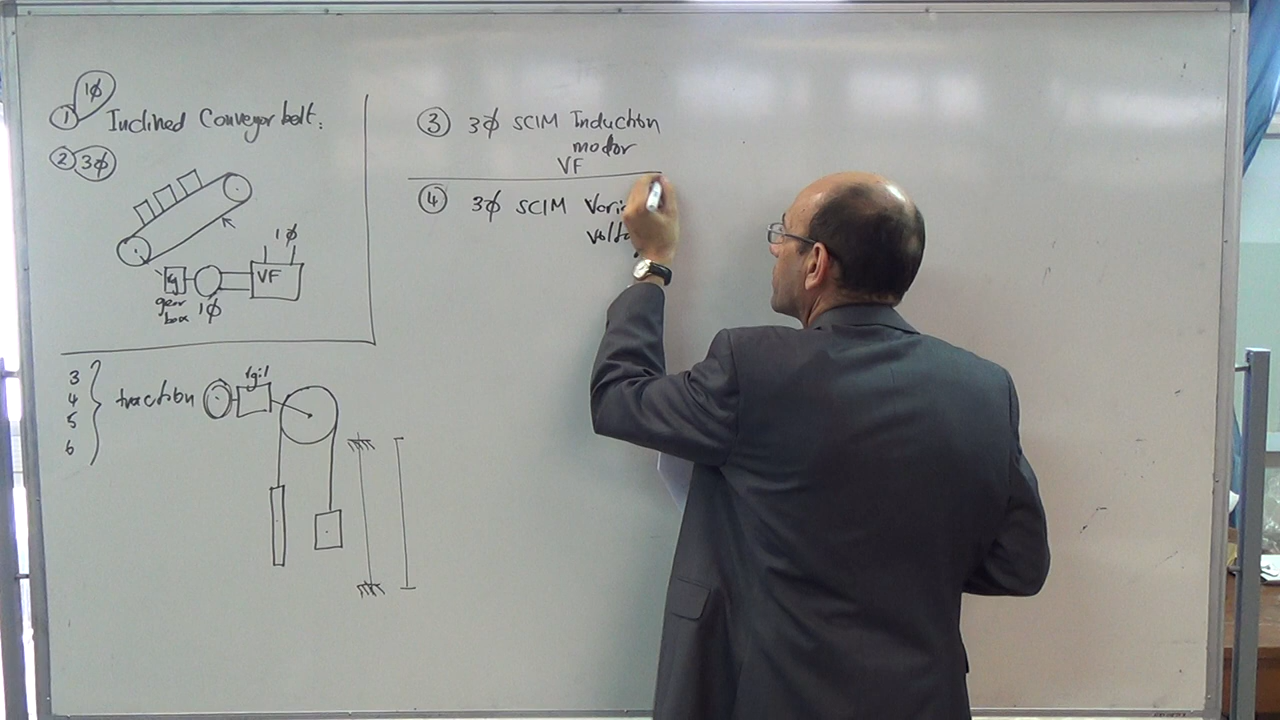 ① 1ϕ
Inclined Conveyor belt:
② 3ϕ
1ϕ
VF
G
gear
box
1ϕ
3
4
5
6
traction
③ 3ϕ SCIM Induction
motor
VF
④ 3ϕ SCIM